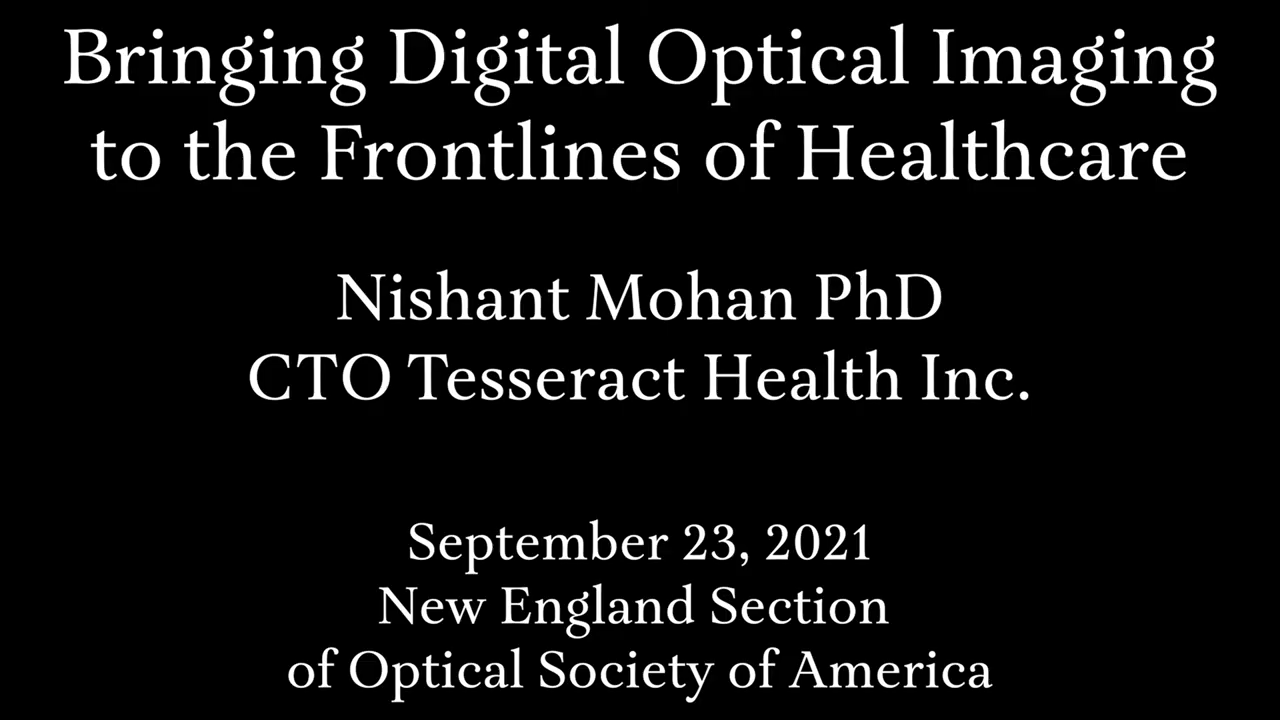 Bringing Digital Optical Imaging
to the Frontlines of Healthcare
Nishant Mohan PhD
CTO Tesseract Health Inc.
September 23, 2021
New England Section
of Optical Society of America